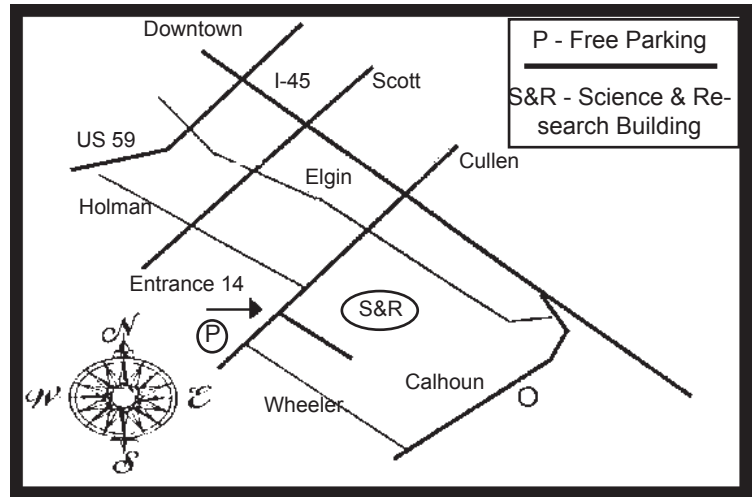 Downtown
P - Free Parking
I-45
Scott
S&R - Science & Re-
search Building
US 59
Cullen
Elgin
Holman
Entrance 14
S&R
P
N
W
E
S
Calhoun
O
Wheeler